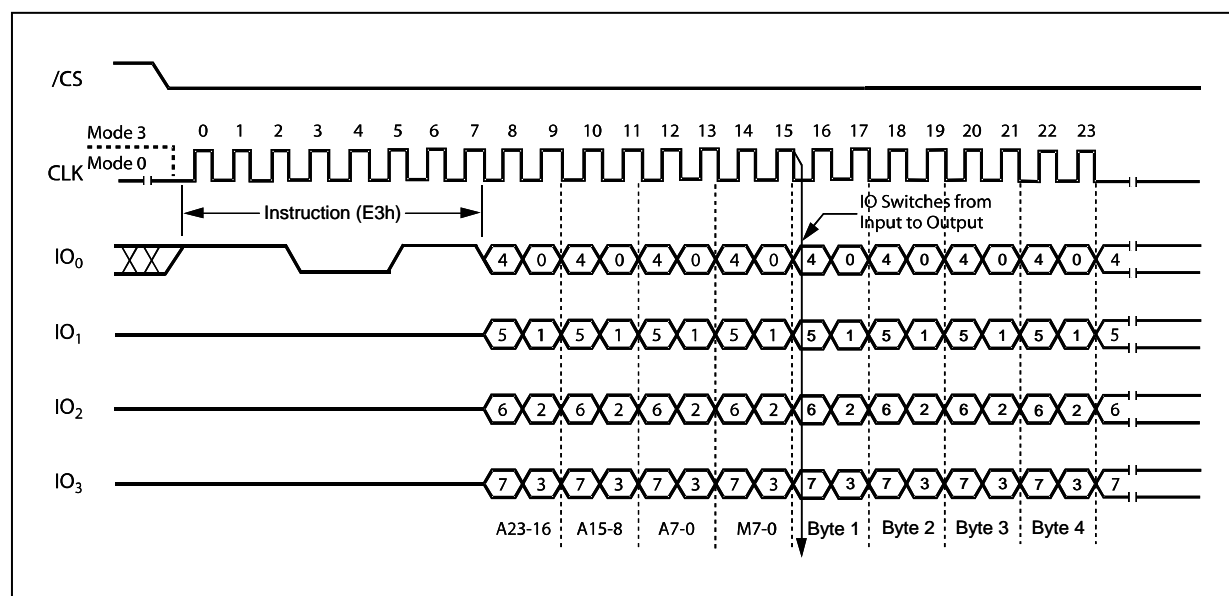 /CS
Mode 3
0 1 2 3 4 5 6 7 8 9 10 11 12 13 14 15 16 17 18 19 20 21 22 23
CLK Mode 0
IO Switches from
Input to Output
Instruction (E3h)
IO0 4 0 4 0 4 0 4 0 4 0 4 0 4 0 4 0 4
IO1 5 1 5 1 5 1 5 1 5 1 5 1 5 1 5 1 5
IO2 6 2 6 2 6 2 6 2 6 2 6 2 6 2 6 2 6
IO3 7 3 7 3 7 3 7 3 7 3 7 3 7 3 7 3 7
A23-16 A15-8 A7-0 M7-0 Byte 1 Byte 2 Byte 3 Byte 4